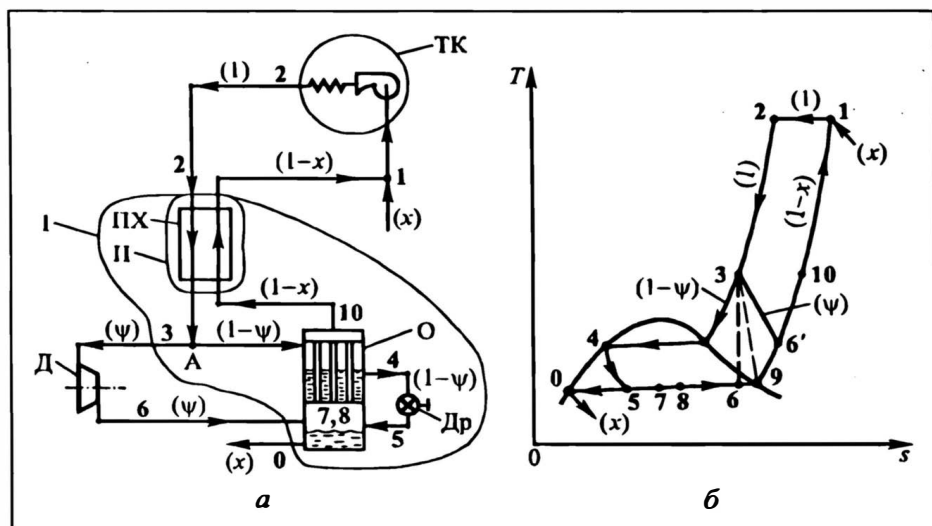 ТК
2
(1)
2
(1-x)
1
(x)
I
ПХ
II
(1-x)
10
(ψ)
3
(1-ψ)
A
О
4
Д
(1-ψ)
Др
7,8
6
(ψ)
5
(x)
0
а
T
2
(1)
1
(x)
(1)
(1-x)
3
10
(1-ψ)
(ψ)
4
6'
0
5
7
8
6
9
(x)
0
s
б